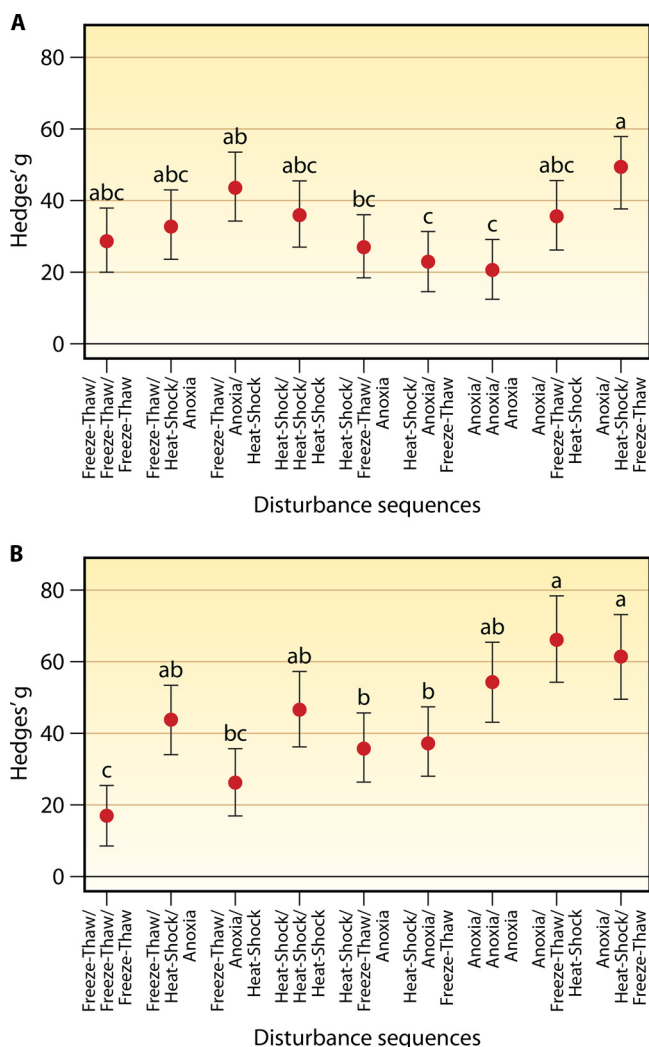 A
80
60
40
20
0
Hedges' g
abc
abc
ab
abc
bc
c
c
abc
a
Freeze-Thaw/
Freeze-Thaw/
Freeze-Thaw
Freeze-Thaw/
Heat-Shock/
Anoxia
Freeze-Thaw/
Anoxia/
Heat-Shock
Heat-Shock/
Heat-Shock/
Heat-Shock
Heat-Shock/
Freeze-Thaw/
Anoxia
Heat-Shock/
Anoxia/
Freeze-Thaw
Anoxia/
Anoxia/
Anoxia
Anoxia/
Freeze-Thaw/
Heat-Shock
Anoxia/
Heat-Shock/
Freeze-Thaw
Disturbance sequences
B
80
60
40
20
0
Hedges' g
c
ab
bc
ab
b
b
ab
a
a
Freeze-Thaw/
Freeze-Thaw/
Freeze-Thaw
Freeze-Thaw/
Heat-Shock/
Anoxia
Freeze-Thaw/
Anoxia/
Heat-Shock
Heat-Shock/
Heat-Shock/
Heat-Shock
Heat-Shock/
Freeze-Thaw/
Anoxia
Heat-Shock/
Anoxia/
Freeze-Thaw
Anoxia/
Anoxia/
Anoxia
Anoxia/
Freeze-Thaw/
Heat-Shock
Anoxia/
Heat-Shock/
Freeze-Thaw
Disturbance sequences